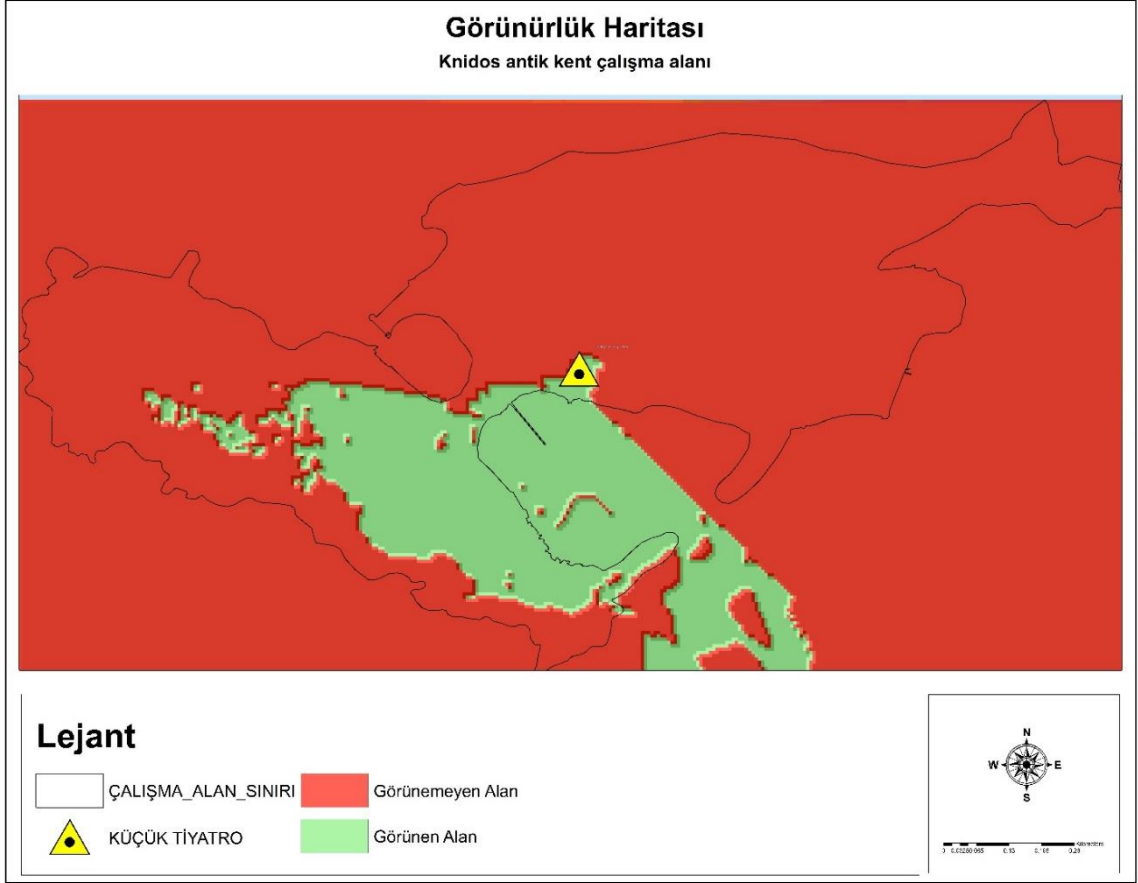 Görünürlük Haritası
Knidos antik kent çalışma alanı
Lejant
ÇALIŞMA_ALAN_SINIRI
Görünemeyen Alan
KÜÇÜK TİYATRO
Görünen Alan
N
W E
S